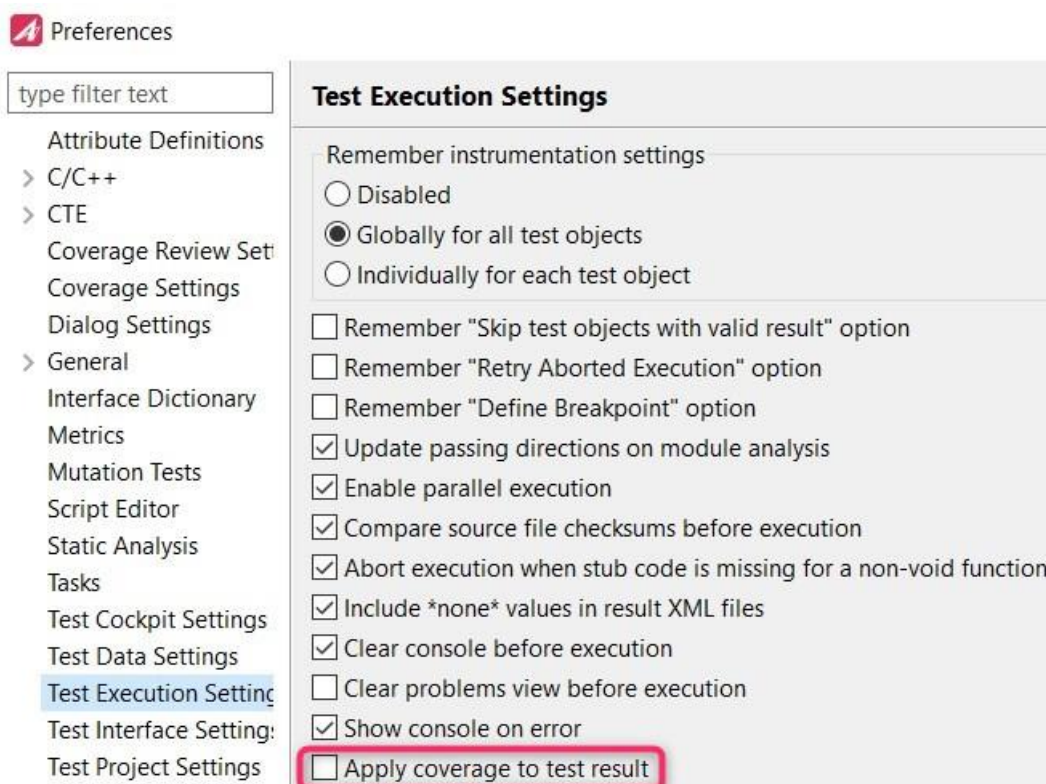 Preferences
type filter text
Attribute Definitions
C/C++
CTE
Coverage Review Sett
Coverage Settings
Dialog Settings
General
Interface Dictionary
Metrics
Mutation Tests
Script Editor
Static Analysis
Tasks
Test Cockpit Settings
Test Data Settings
Test Execution Setting
Test Interface Settings
Test Project Settings
Test Execution Settings
Remember instrumentation settings
Disabled
Globally for all test objects
Individually for each test object
Remember "Skip test objects with valid result" option
Remember "Retry Aborted Execution" option
Remember "Define Breakpoint" option
Update passing directions on module analysis
Enable parallel execution
Compare source file checksums before execution
Abort execution when stub code is missing for a non-void function
Include *none* values in result XML files
Clear console before execution
Clear problems view before execution
Show console on error
Apply coverage to test result